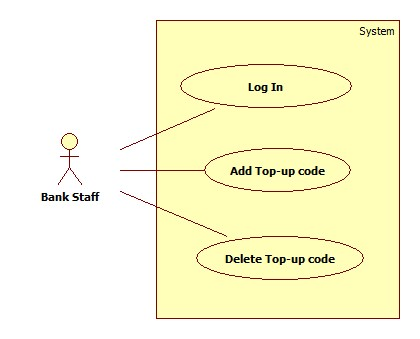 System
Log In
Add Top-up code
Bank Staff
Delete Top-up code